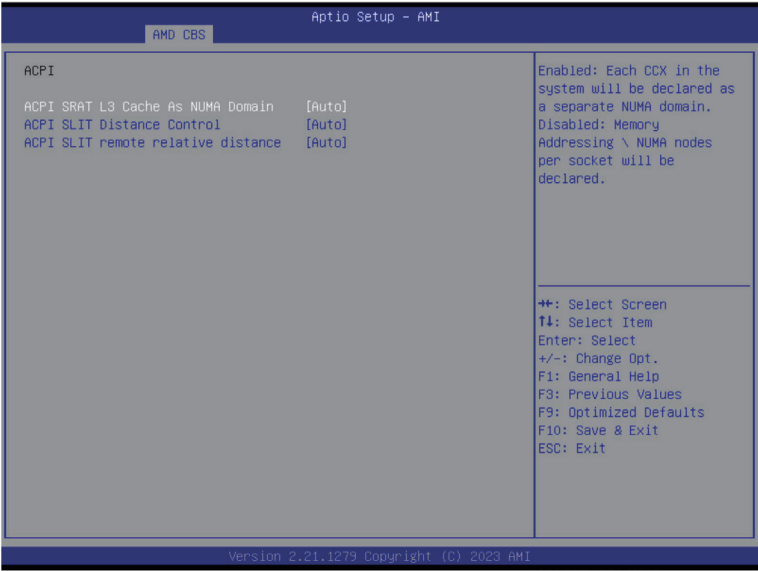 Aptio Setup - AMI
AMD CBS
ACPI
ACPI SRAT L3 Cache As NUMA Domain [Auto]
ACPI SLIT Distance Control [Auto]
ACPI SLIT remote relative distance [Auto]
Enabled: Each CCX in the
system will be declared as
a separate NUMA domain.
Disabled: Memory
Addressing \ NUMA nodes
per socket will be
declared.
→←: Select Screen
↑↓: Select Item
Enter: Select
+/-: Change Opt.
F1: General Help
F3: Previous Values
F9: Optimized Defaults
F10: Save & Exit
ESC: Exit
Version 2.21.1279 Copyright (C) 2023 AMI